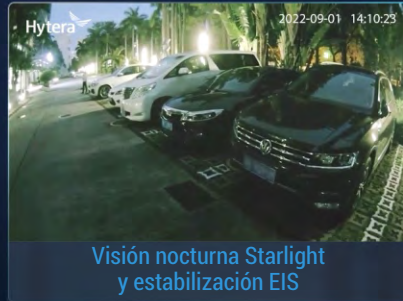 Hytera
2022-09-01 14:10:23
Visión nocturna Starlight
y estabilización EIS